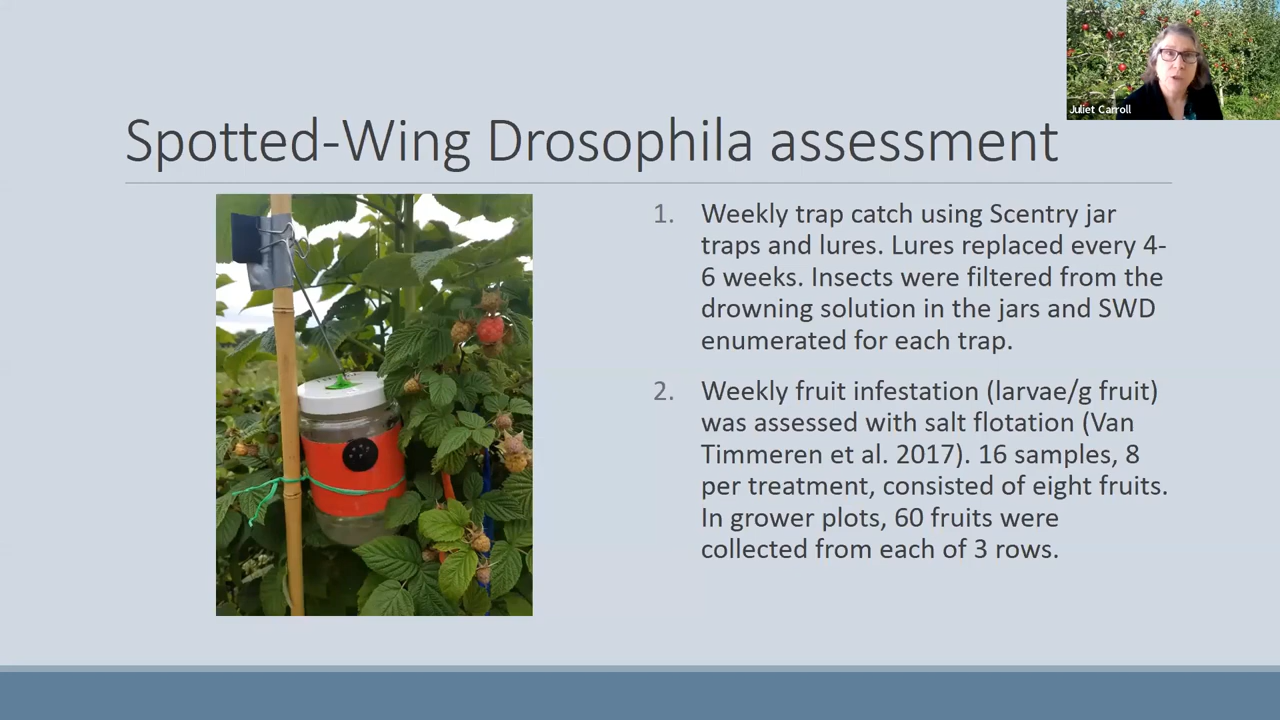 Juliet Carroll
Spotted-Wing Drosophila assessment
1. Weekly trap catch using Scentry jar
traps and lures. Lures replaced every 4-
6 weeks. Insects were filtered from the
drowning solution in the jars and SWD
enumerated for each trap.
2. Weekly fruit infestation (larvae/g fruit)
was assessed with salt flotation (Van
Timmeren et al. 2017). 16 samples, 8
per treatment, consisted of eight fruits.
In grower plots, 60 fruits were
collected from each of 3 rows.